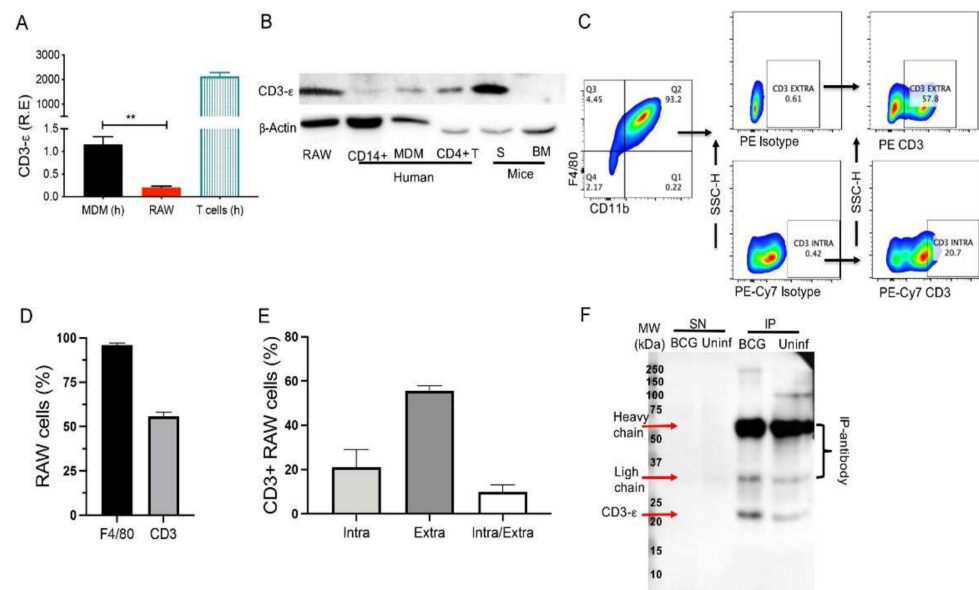 A
CD3-ε (R.E)
3000
2500
2000
1500
1000
500
1.5
1.0
0.5
0.0
**
MDM (h)
RAW
T cells (h)
B
CD3-ε
β-Actin
RAW
CD14+
MDM
CD4+ T
S
BM
Human
Mice
C
Q3
4.45
Q2
93.2
Q4
2.17
Q1
0.22
F4/80
CD11b
SSC-H
CD3 EXTRA
0.61
PE Isotype
SSC-H
CD3 EXTRA
57.8
PE CD3
CD3 INTRA
0.42
PE-Cy7 Isotype
CD3 INTRA
20.7
PE-Cy7 CD3
D
RAW cells (%)
100
75
50
25
0
F4/80
CD3
E
CD3+ RAW cells (%)
80
60
40
20
0
Intra
Extra
Intra/Extra
F
MW
(kDa)
SN
IP
BCG Uninf
BCG Uninf
250
150
100
75
50
37
25
20
15
10
Heavy
chain
Ligh
chain
CD3-ε
IP-antibody